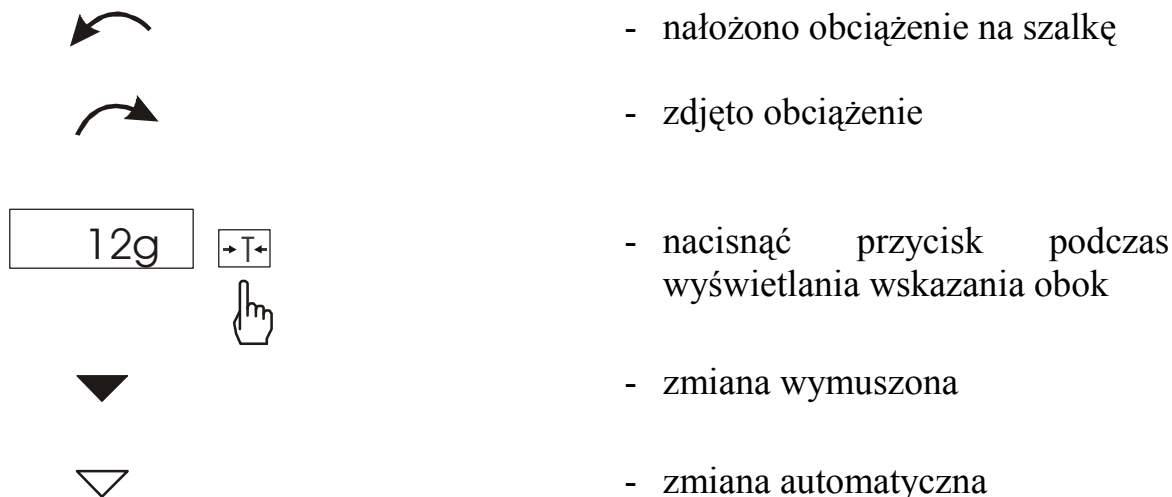 - nałożono obciążenie na szalkę
- zdjęto obciążenie
12g →T← - nacisnąć przycisk podczas
wyświetlania wskazania obok
- zmiana wymuszona
- zmiana automatyczna